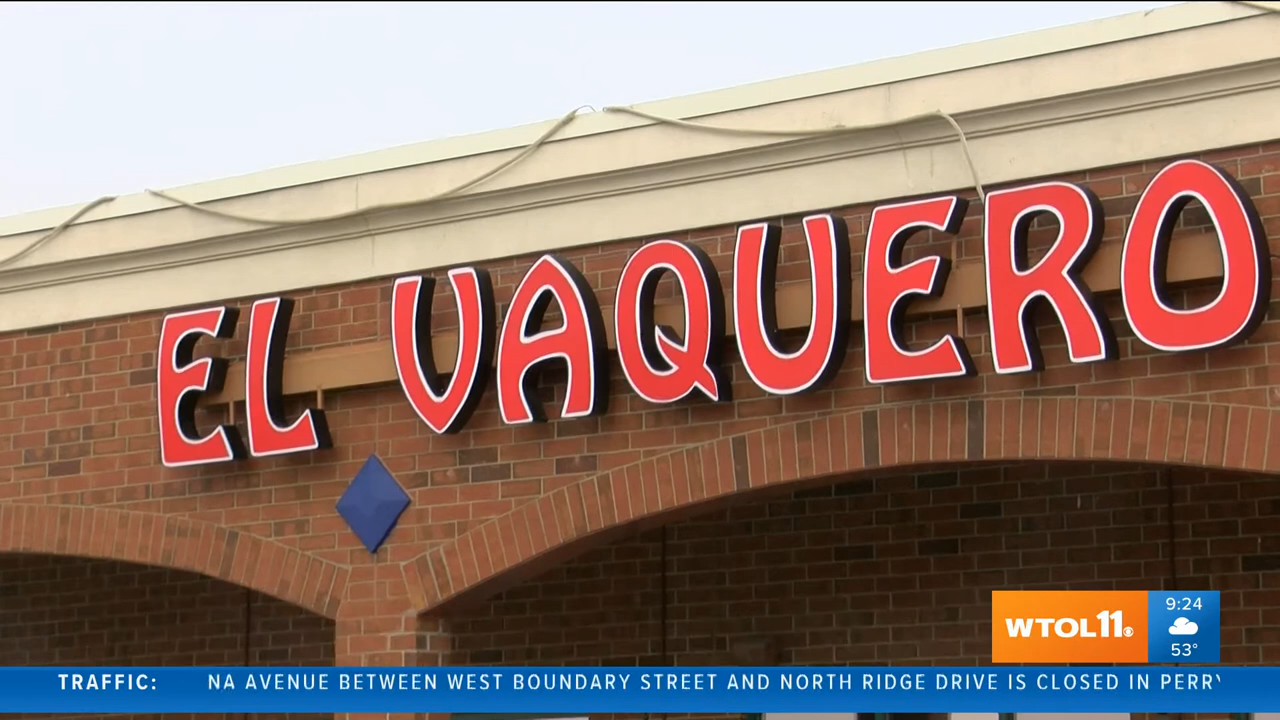 EL VAQUERO
WTOL11
9:24
53°
TRAFFIC: NA AVENUE BETWEEN WEST BOUNDARY STREET AND NORTH RIDGE DRIVE IS CLOSED IN PERRY